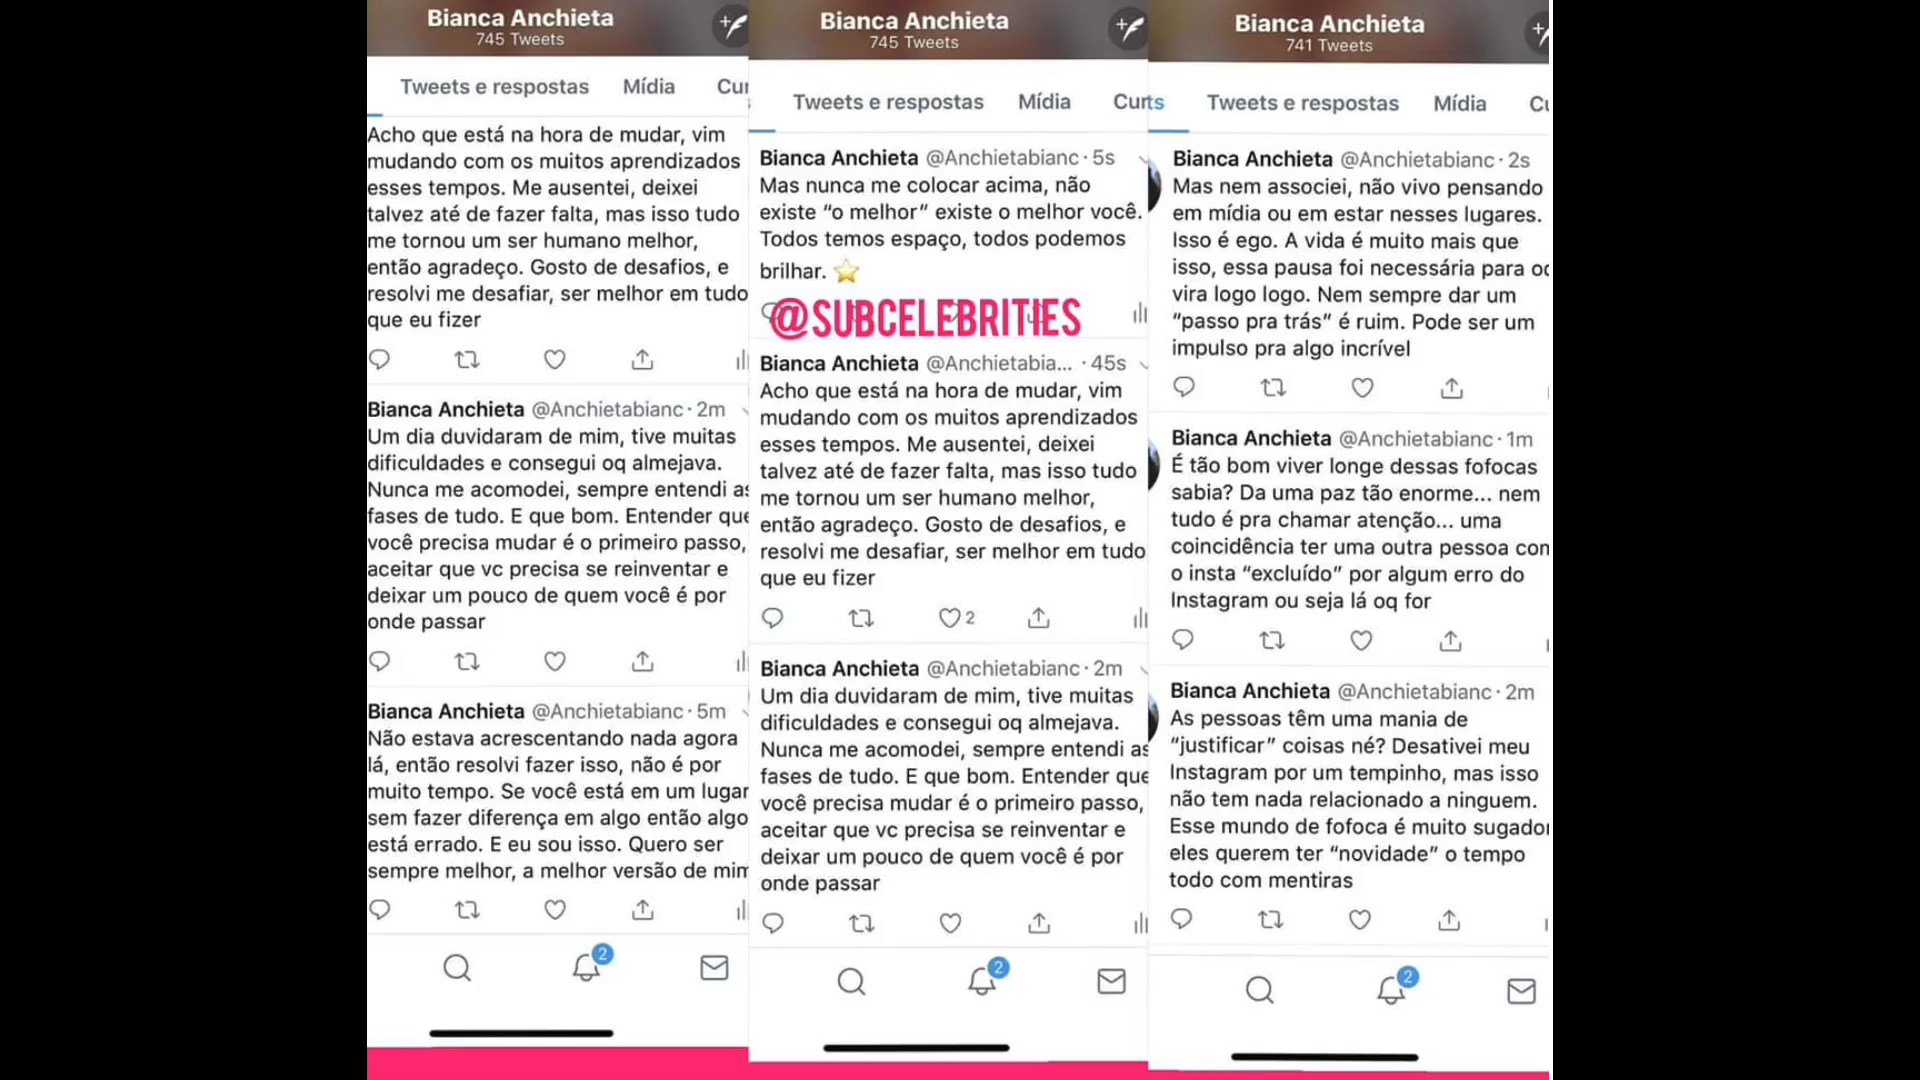 Bianca Anchieta
745 Tweets
Tweets e respostas Mídia Cur
Acho que está na hora de mudar, vim
mudando com os muitos aprendizados
esses tempos. Me ausentei, deixei
talvez até de fazer falta, mas isso tudo
me tornou um ser humano melhor,
então agradeço. Gosto de desafios, e
resolvi me desafiar, ser melhor em tudo
que eu fizer
Bianca Anchieta @Anchietabianc · 2m
Um dia duvidaram de mim, tive muitas
dificuldades e consegui oq almejava.
Nunca me acomodei, sempre entendi as
fases de tudo. E que bom. Entender que
você precisa mudar é o primeiro passo,
aceitar que vc precisa se reinventar e
deixar um pouco de quem você é por
onde passar
Bianca Anchieta @Anchietabianc · 5m
Não estava acrescentando nada agora
lá, então resolvi fazer isso, não é por
muito tempo. Se você está em um lugar
sem fazer diferença em algo então algo
está errado. E eu sou isso. Quero ser
sempre melhor, a melhor versão de mim
2
Bianca Anchieta
745 Tweets
Tweets e respostas Mídia Cur
Bianca Anchieta @Anchietabianc · 5s
Mas nunca me colocar acima, não
existe “o melhor” existe o melhor você.
Todos temos espaço, todos podemos
brilhar. ⭐
@SUBCELEBRITIES
Bianca Anchieta @Anchietabia... · 45s
Acho que está na hora de mudar, vim
mudando com os muitos aprendizados
esses tempos. Me ausentei, deixei
talvez até de fazer falta, mas isso tudo
me tornou um ser humano melhor,
então agradeço. Gosto de desafios, e
resolvi me desafiar, ser melhor em tudo
que eu fizer
2
Bianca Anchieta @Anchietabianc · 2m
Um dia duvidaram de mim, tive muitas
dificuldades e consegui oq almejava.
Nunca me acomodei, sempre entendi as
fases de tudo. E que bom. Entender que
você precisa mudar é o primeiro passo,
aceitar que vc precisa se reinventar e
deixar um pouco de quem você é por
onde passar
2
Bianca Anchieta
741 Tweets
ts Tweets e respostas Mídia Cu
Bianca Anchieta @Anchietabianc · 2s
Mas nem associei, não vivo pensando
em mídia ou em estar nesses lugares.
Isso é ego. A vida é muito mais que
isso, essa pausa foi necessária para oq
vira logo logo. Nem sempre dar um
“passo pra trás” é ruim. Pode ser um
impulso pra algo incrível
Bianca Anchieta @Anchietabianc · 1m
É tão bom viver longe dessas fofocas
sabia? Da uma paz tão enorme... nem
tudo é pra chamar atenção... uma
coincidência ter uma outra pessoa com
o insta “excluído” por algum erro do
Instagram ou seja lá oq for
Bianca Anchieta @Anchietabianc · 2m
As pessoas têm uma mania de
“justificar” coisas né? Desativei meu
Instagram por um tempinho, mas isso
não tem nada relacionado a ninguem.
Esse mundo de fofoca é muito sugador
eles querem ter “novidade” o tempo
todo com mentiras
2